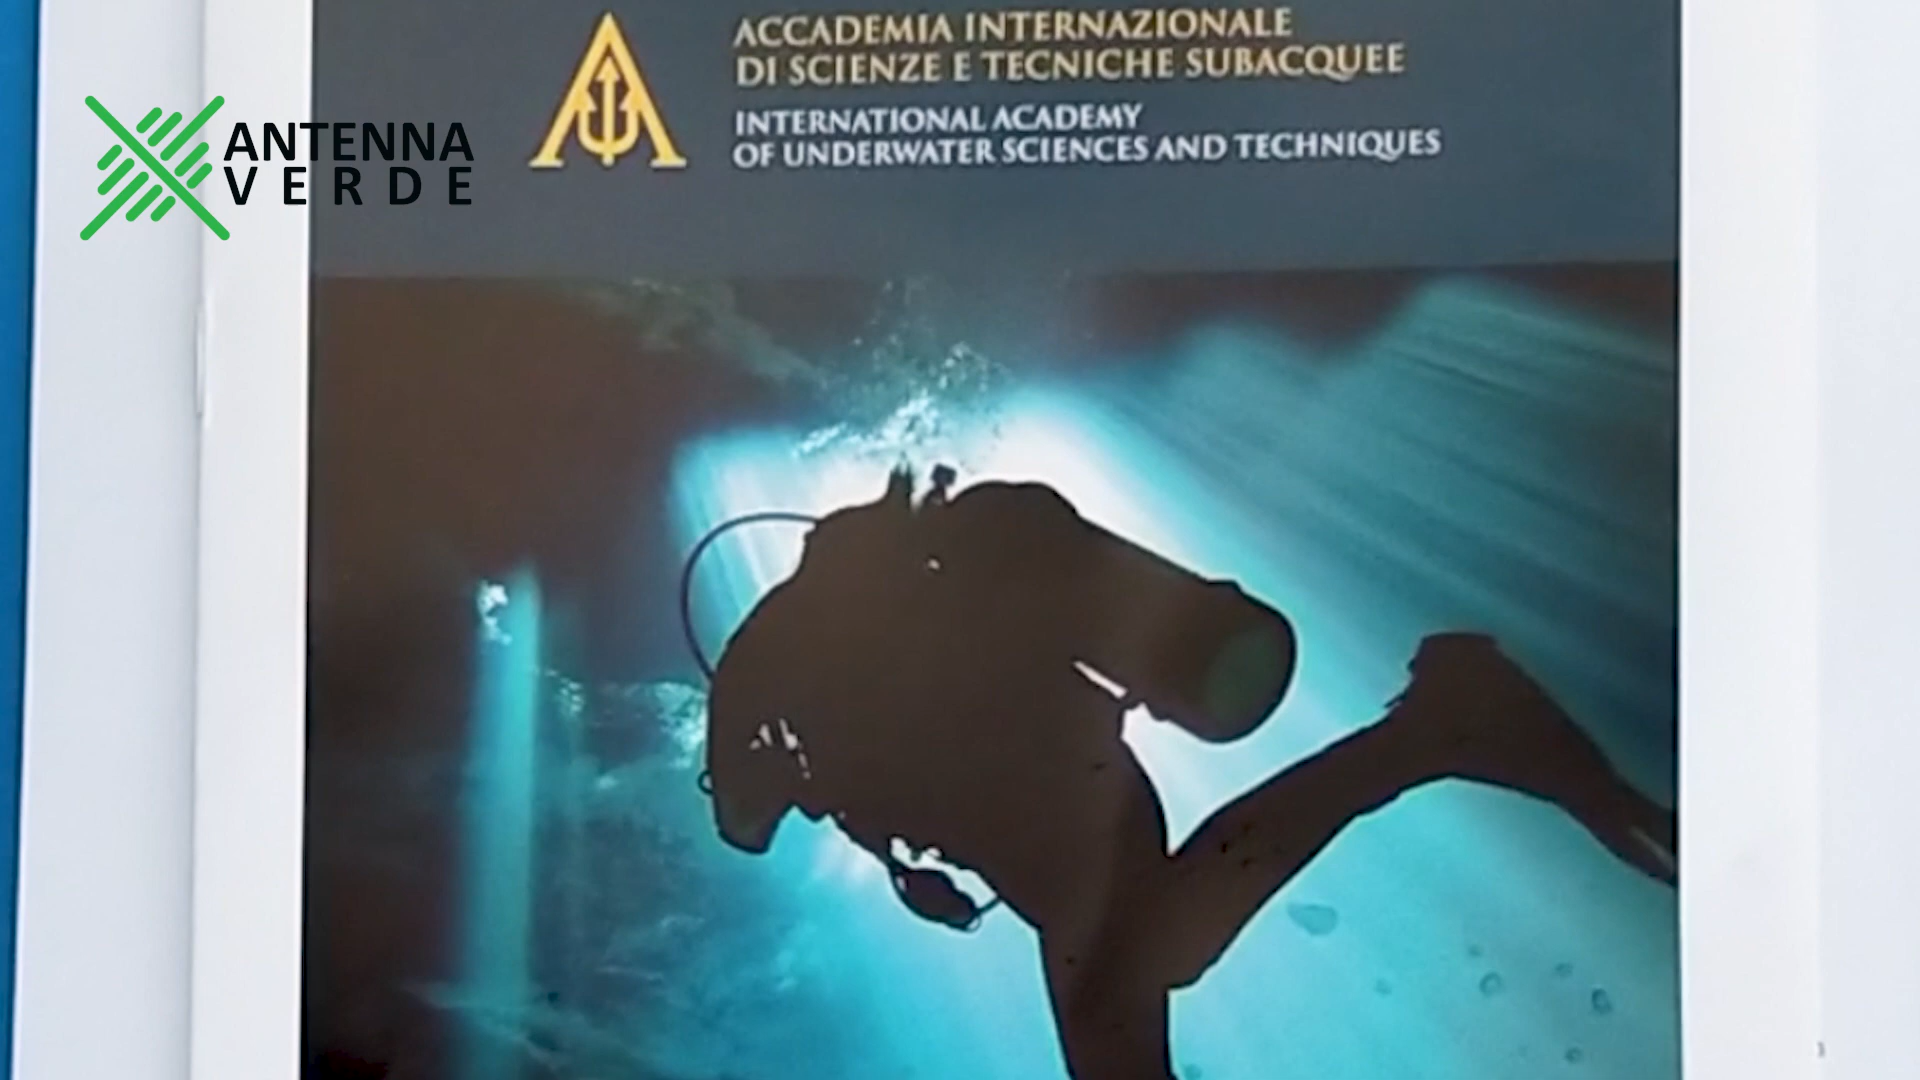 ACCADEMIA INTERNAZIONALE
DI SCIENZE E TECNICHE SUBACQUEE
INTERNATIONAL ACADEMY
OF UNDERWATER SCIENCES AND TECHNIQUES
ANTENNA
VERDE